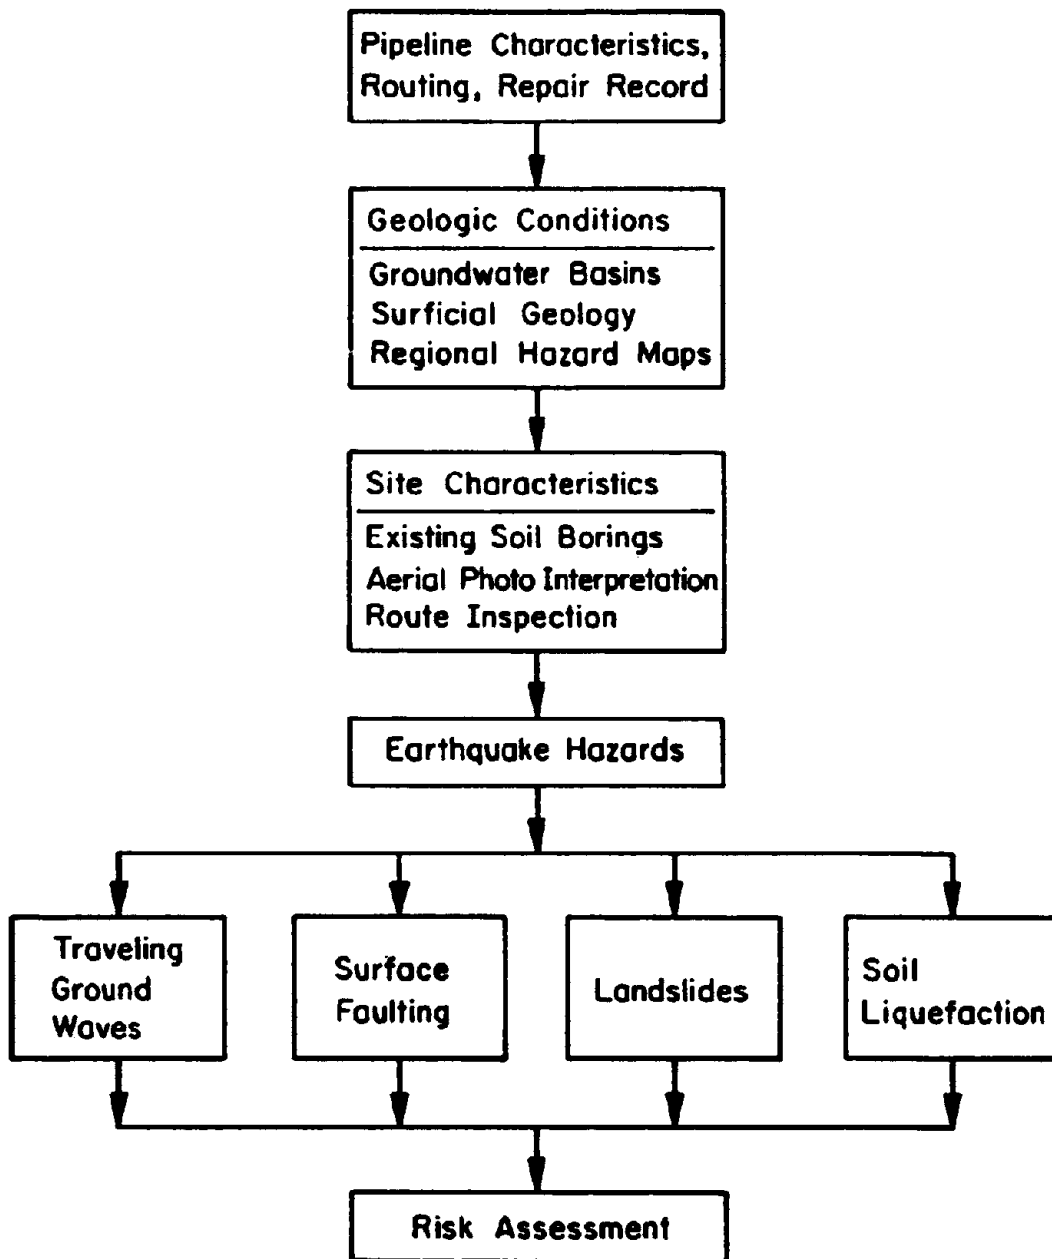 Pipeline Characteristics,
Routing, Repair Record
Geologic Conditions
Groundwater Basins
Surficial Geology
Regional Hazard Maps
Site Characteristics
Existing Soil Borings
Aerial Photo Interpretation
Route Inspection
Earthquake Hazards
Traveling
Ground
Waves
Surface
Faulting
Landslides
Soil
Liquefaction
Risk Assessment